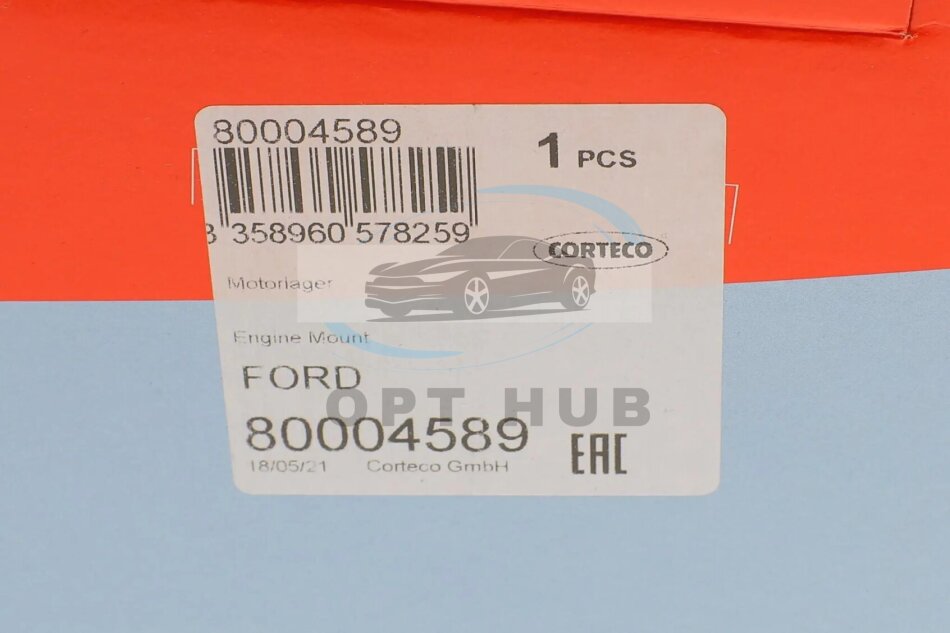 80004589
1 PCS
3 358960 578259
CORTECO
Motorlager
Engine Mount
FORD
OPT HUB
80004589
EAC
18/05/21 Corteco GmbH